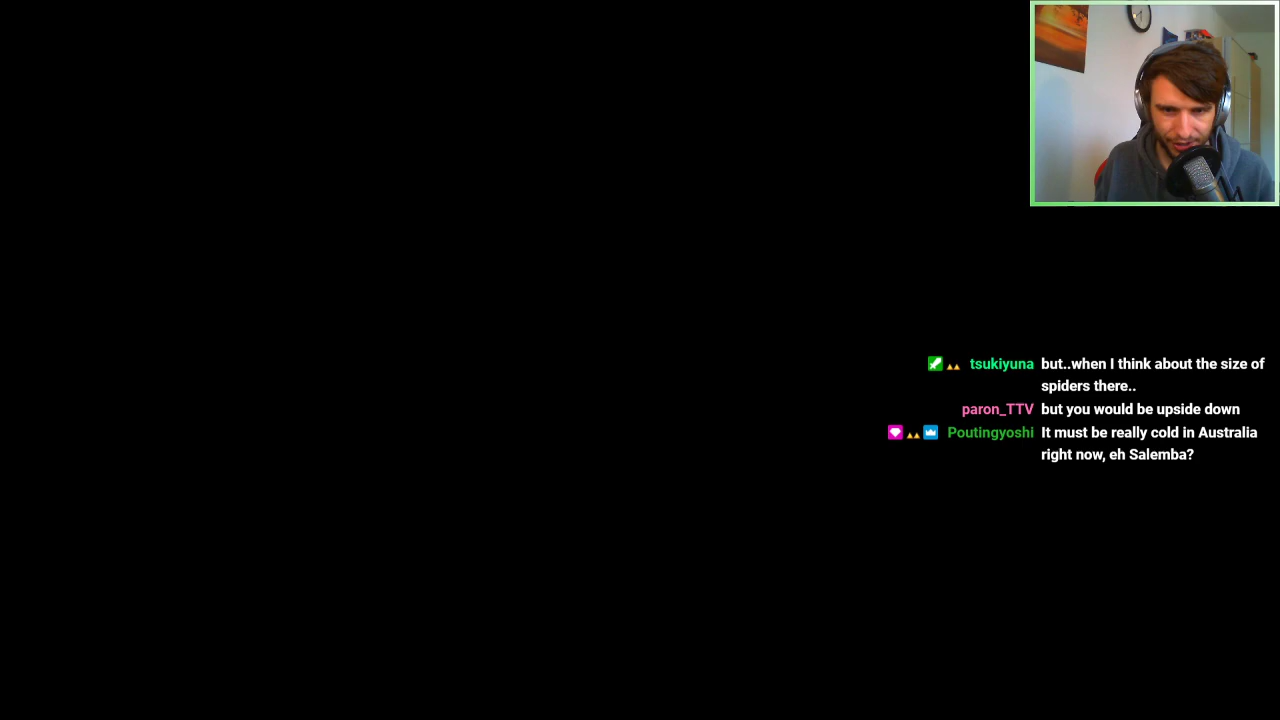 tsukiyuna but..when I think about the size of
spiders there..
paron_TTV but you would be upside down
Poutingyoshi It must be really cold in Australia
right now, eh Salemba?